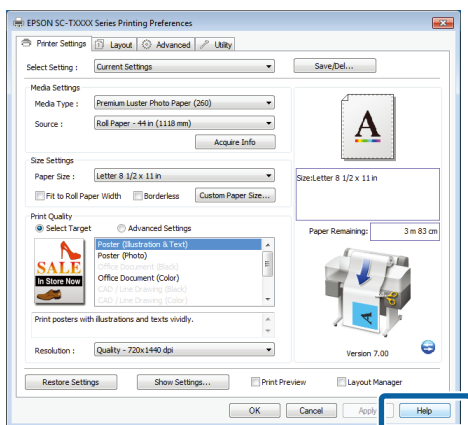 EPSON SC-TXXXX Series Printing Preferences
Printer Settings Layout Advanced Utility
Select Setting : Current Settings Save/Del...
Media Settings
Media Type : Premium Luster Photo Paper (260)
Source : Roll Paper - 44 in (1118 mm)
Acquire Info
A
Size Settings
Paper Size : Letter 8 1/2 x 11 in
Fit to Roll Paper Width Borderless Custom Paper Size...
Size:Letter 8 1/2 x 11 in
Print Quality
Select Target Advanced Settings
Paper Remaining: 3 m 83 cm
SALE
In Store Now
Poster (Illustration & Text)
Poster (Photo)
Office Document (Black)
Office Document (Color)
CAD / Line Drawing (Black)
CAD / Line Drawing (Color)
Print posters with illustrations and texts vividly.
Resolution : Quality - 720x1440 dpi
Version 7.00
Restore Settings Show Settings... Print Preview Layout Manager
OK Cancel Apply Help